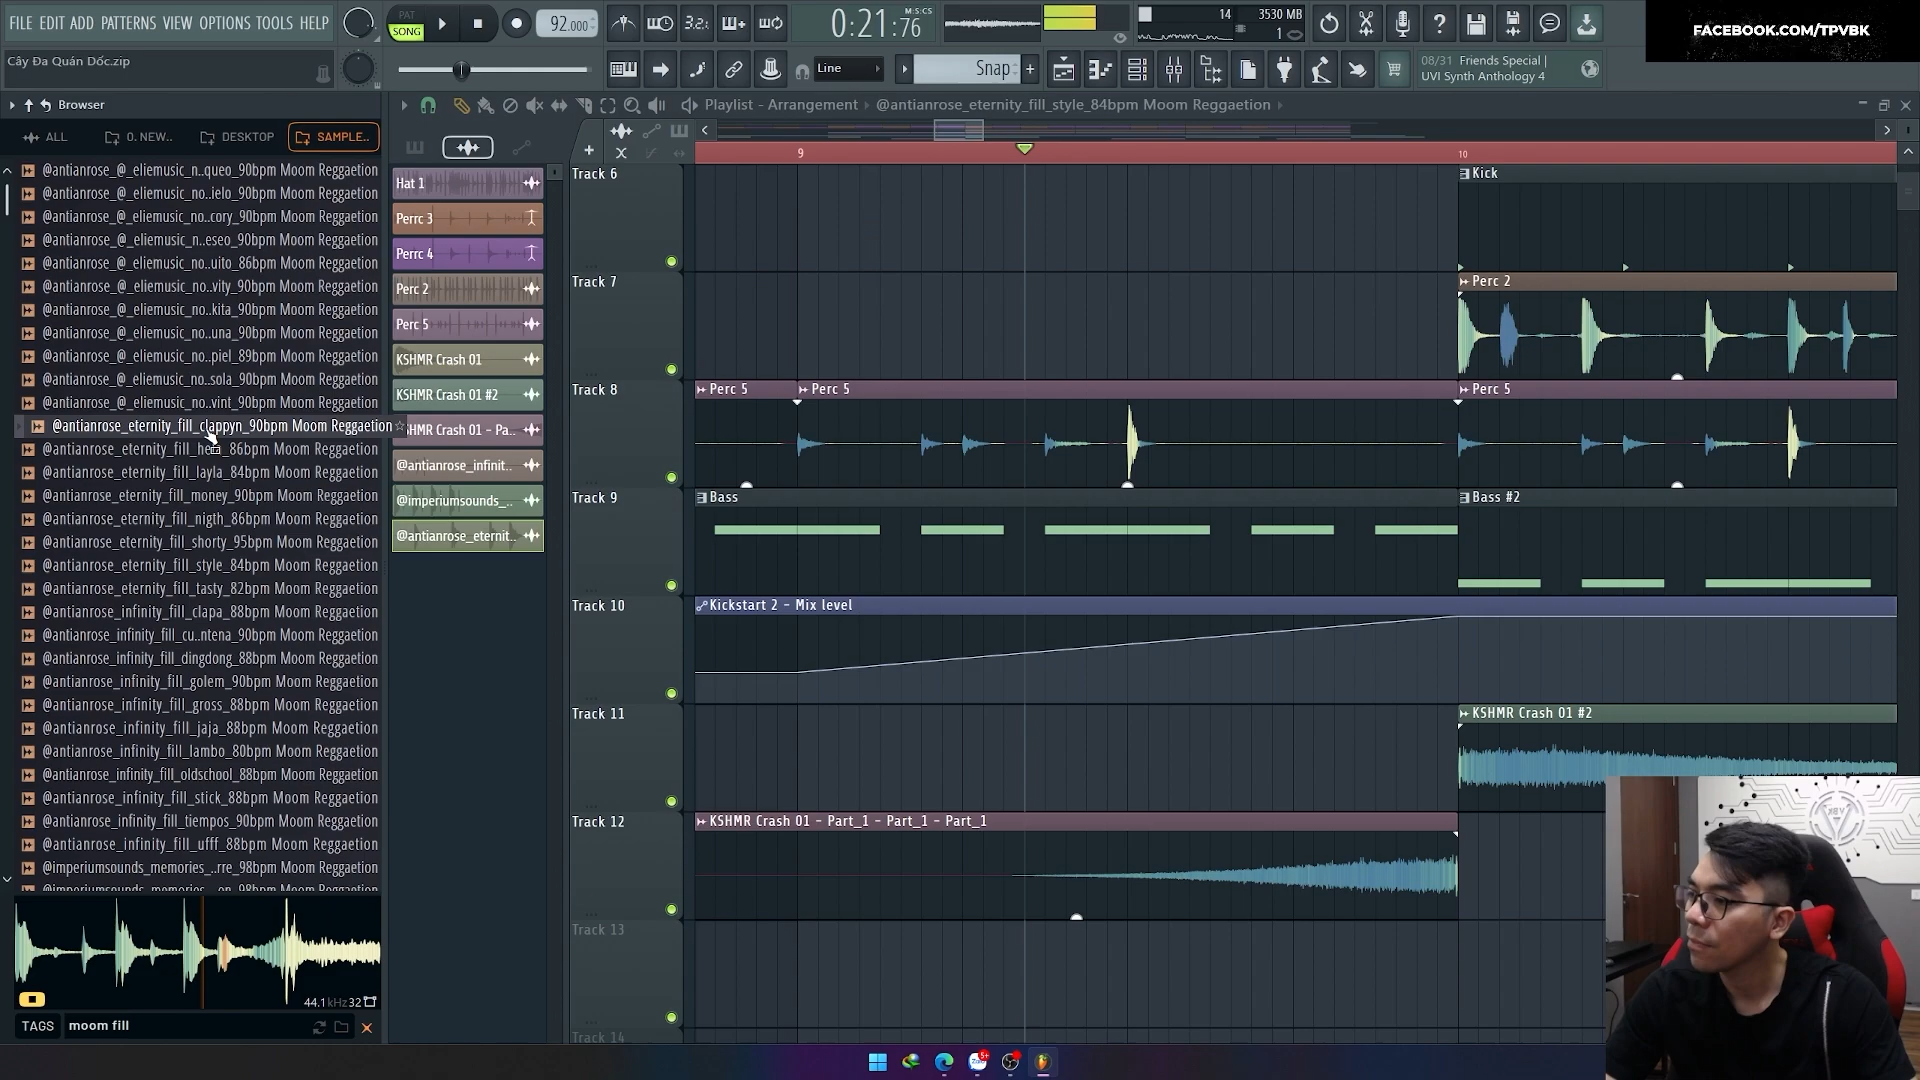 FILE EDIT ADD PATTERNS VIEW OPTIONS TOOLS HELP
PAT
SONG
92.000
3.2:
0:21:76
M:S:CS
14
3530 MB
1
FACEBOOK.COM/TPVBK
Cây Đa Quán Dốc.zip
Line
Snap
08/31 Friends Special |
UVI Synth Anthology 4
Browser
Playlist - Arrangement
@antianrose_eternity_fill_style_84bpm Moom Reggaetion
ALL
0. NEW..
DESKTOP
SAMPLE..
@antianrose_@_eliemusic_n..queo_90bpm Moom Reggaetion
@antianrose_@_eliemusic_no..ielo_90bpm Moom Reggaetion
@antianrose_@_eliemusic_no..cory_90bpm Moom Reggaetion
@antianrose_@_eliemusic_n..eseo_90bpm Moom Reggaetion
@antianrose_@_eliemusic_no..uito_86bpm Moom Reggaetion
@antianrose_@_eliemusic_no..vity_90bpm Moom Reggaetion
@antianrose_@_eliemusic_no..kita_90bpm Moom Reggaetion
@antianrose_@_eliemusic_no..una_90bpm Moom Reggaetion
@antianrose_@_eliemusic_no..piel_89bpm Moom Reggaetion
@antianrose_@_eliemusic_no..sola_90bpm Moom Reggaetion
@antianrose_@_eliemusic_no..vint_90bpm Moom Reggaetion
@antianrose_eternity_fill_clappyn_90bpm Moom Reggaetion
@antianrose_eternity_fill_he 86bpm Moom Reggaetion
@antianrose_eternity_fill_layla_84bpm Moom Reggaetion
@antianrose_eternity_fill_money_90bpm Moom Reggaetion
@antianrose_eternity_fill_nigth_86bpm Moom Reggaetion
@antianrose_eternity_fill_shorty_95bpm Moom Reggaetion
@antianrose_eternity_fill_style_84bpm Moom Reggaetion
@antianrose_eternity_fill_tasty_82bpm Moom Reggaetion
@antianrose_infinity_fill_clapa_88bpm Moom Reggaetion
@antianrose_infinity_fill_cu..ntena_90bpm Moom Reggaetion
@antianrose_infinity_fill_dingdong_88bpm Moom Reggaetion
@antianrose_infinity_fill_golem_90bpm Moom Reggaetion
@antianrose_infinity_fill_gross_88bpm Moom Reggaetion
@antianrose_infinity_fill_jaja_88bpm Moom Reggaetion
@antianrose_infinity_fill_lambo_80bpm Moom Reggaetion
@antianrose_infinity_fill_oldschool_88bpm Moom Reggaetion
@antianrose_infinity_fill_stick_88bpm Moom Reggaetion
@antianrose_infinity_fill_tiempos_90bpm Moom Reggaetion
@antianrose_infinity_fill_ufff_88bpm Moom Reggaetion
@imperiumsounds_memories_..rre_98bpm Moom Reggaetion
44.1kHz 32
TAGS
moom fill
Hat 1
Perrc 3
Perrc 4
Perc 2
Perc 5
KSHMR Crash 01
KSHMR Crash 01 #2
KSHMR Crash 01 - Pa..
@antianrose_infinit..
@imperiumsounds_..
@antianrose_eternit..
9
10
Track 6
Kick
Track 7
Perc 2
Track 8
Perc 5
Perc 5
Perc 5
Track 9
Bass
Bass #2
Track 10
Kickstart 2 - Mix level
Track 11
KSHMR Crash 01 #2
Track 12
KSHMR Crash 01 - Part_1 - Part_1 - Part_1
Track 13
Track 14
5+
VBK